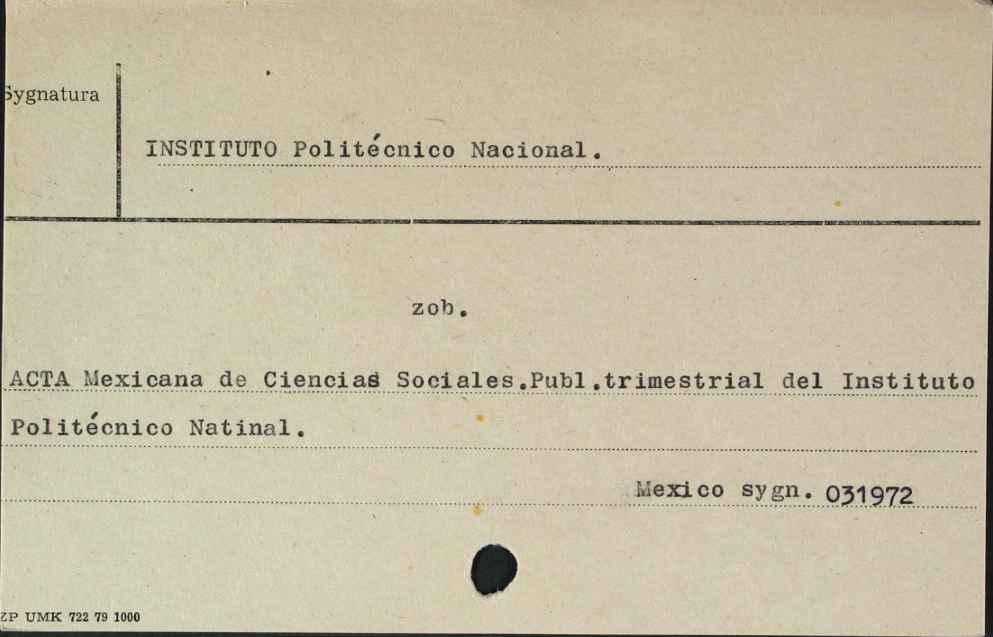 Sygnatura
INSTITUTO Politécnico Nacional.
zob.
ACTA Mexicana de Ciencias Sociales.Publ.trimestrial del Instituto
Politécnico Natinal.
Mexico sygn. 031972
ZP UMK 722 79 1000